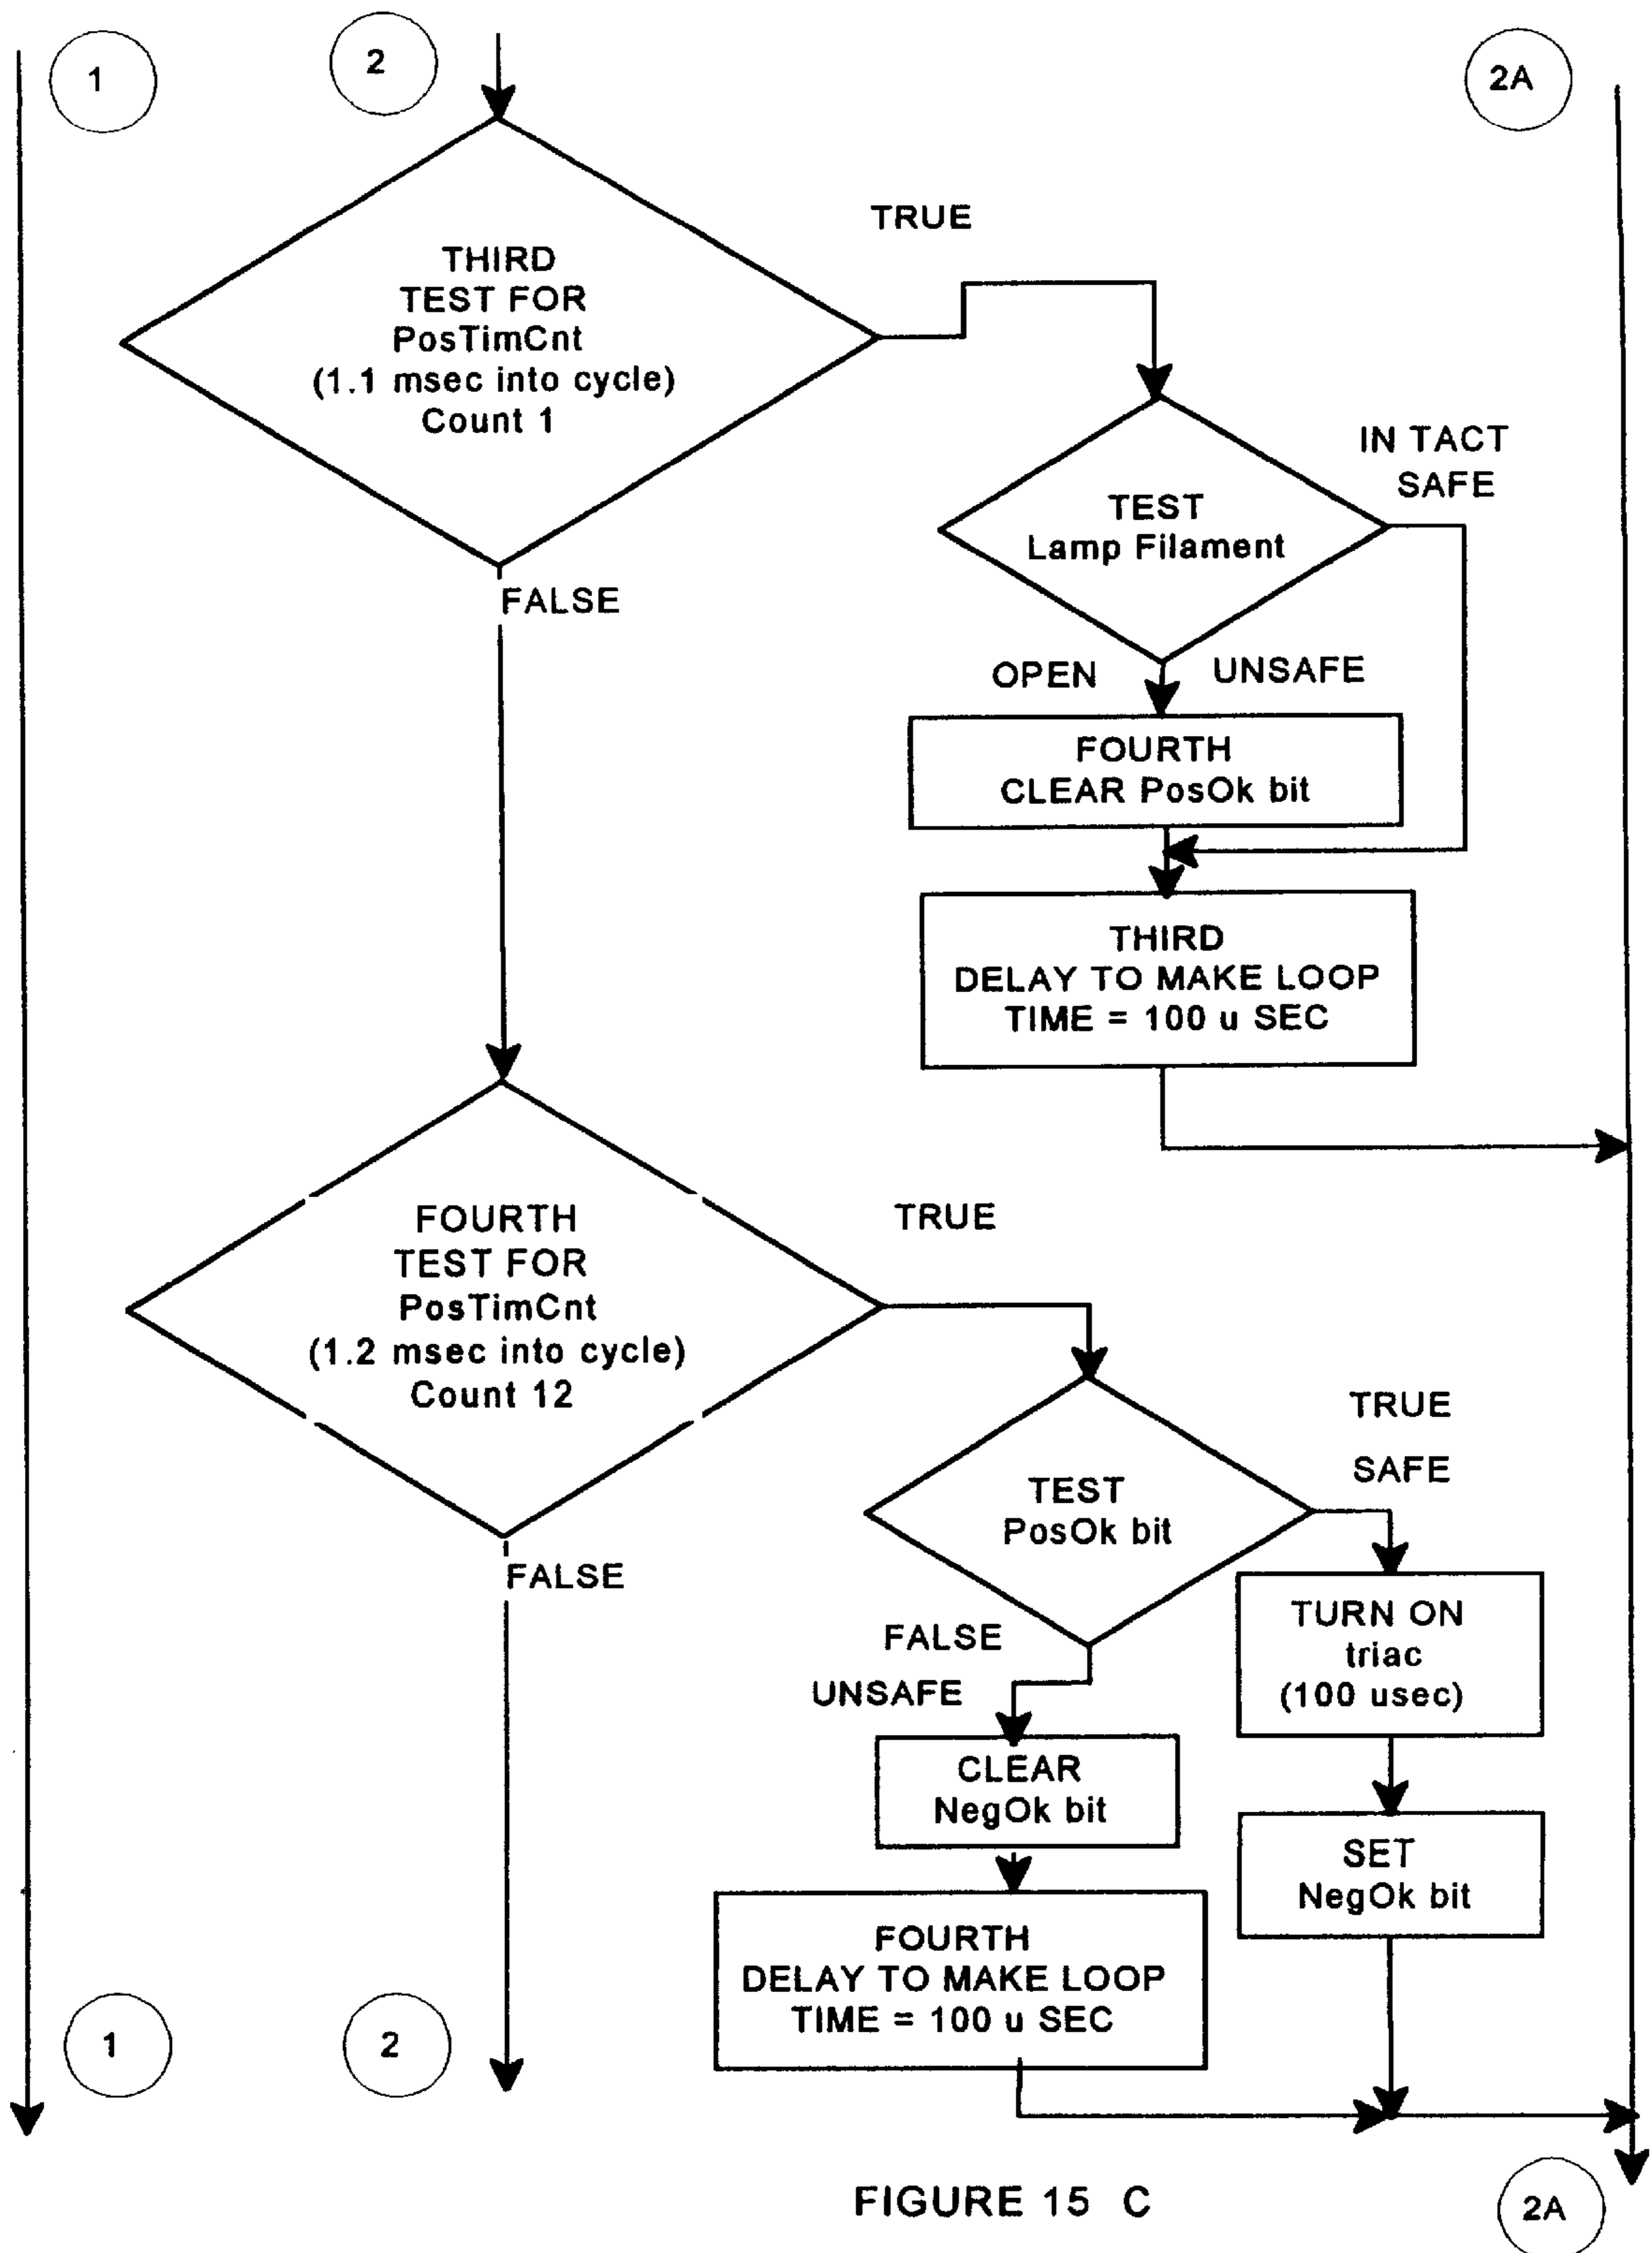 1
2
2A
TRUE
THIRD
TEST FOR
PosTimCnt
(1.1 msec into cycle)
Count 1
FALSE
IN TACT
SAFE
TEST
Lamp Filament
OPEN
UNSAFE
FOURTH
CLEAR PosOk bit
THIRD
DELAY TO MAKE LOOP
TIME = 100 u SEC
FOURTH
TEST FOR
PosTimCnt
(1.2 msec into cycle)
Count 12
TRUE
FALSE
TRUE
SAFE
TEST
PosOk bit
FALSE
UNSAFE
TURN ON
triac
(100 usec)
CLEAR
NegOk bit
SET
NegOk bit
FOURTH
DELAY TO MAKE LOOP
TIME = 100 u SEC
1
2
FIGURE 15 C
2A